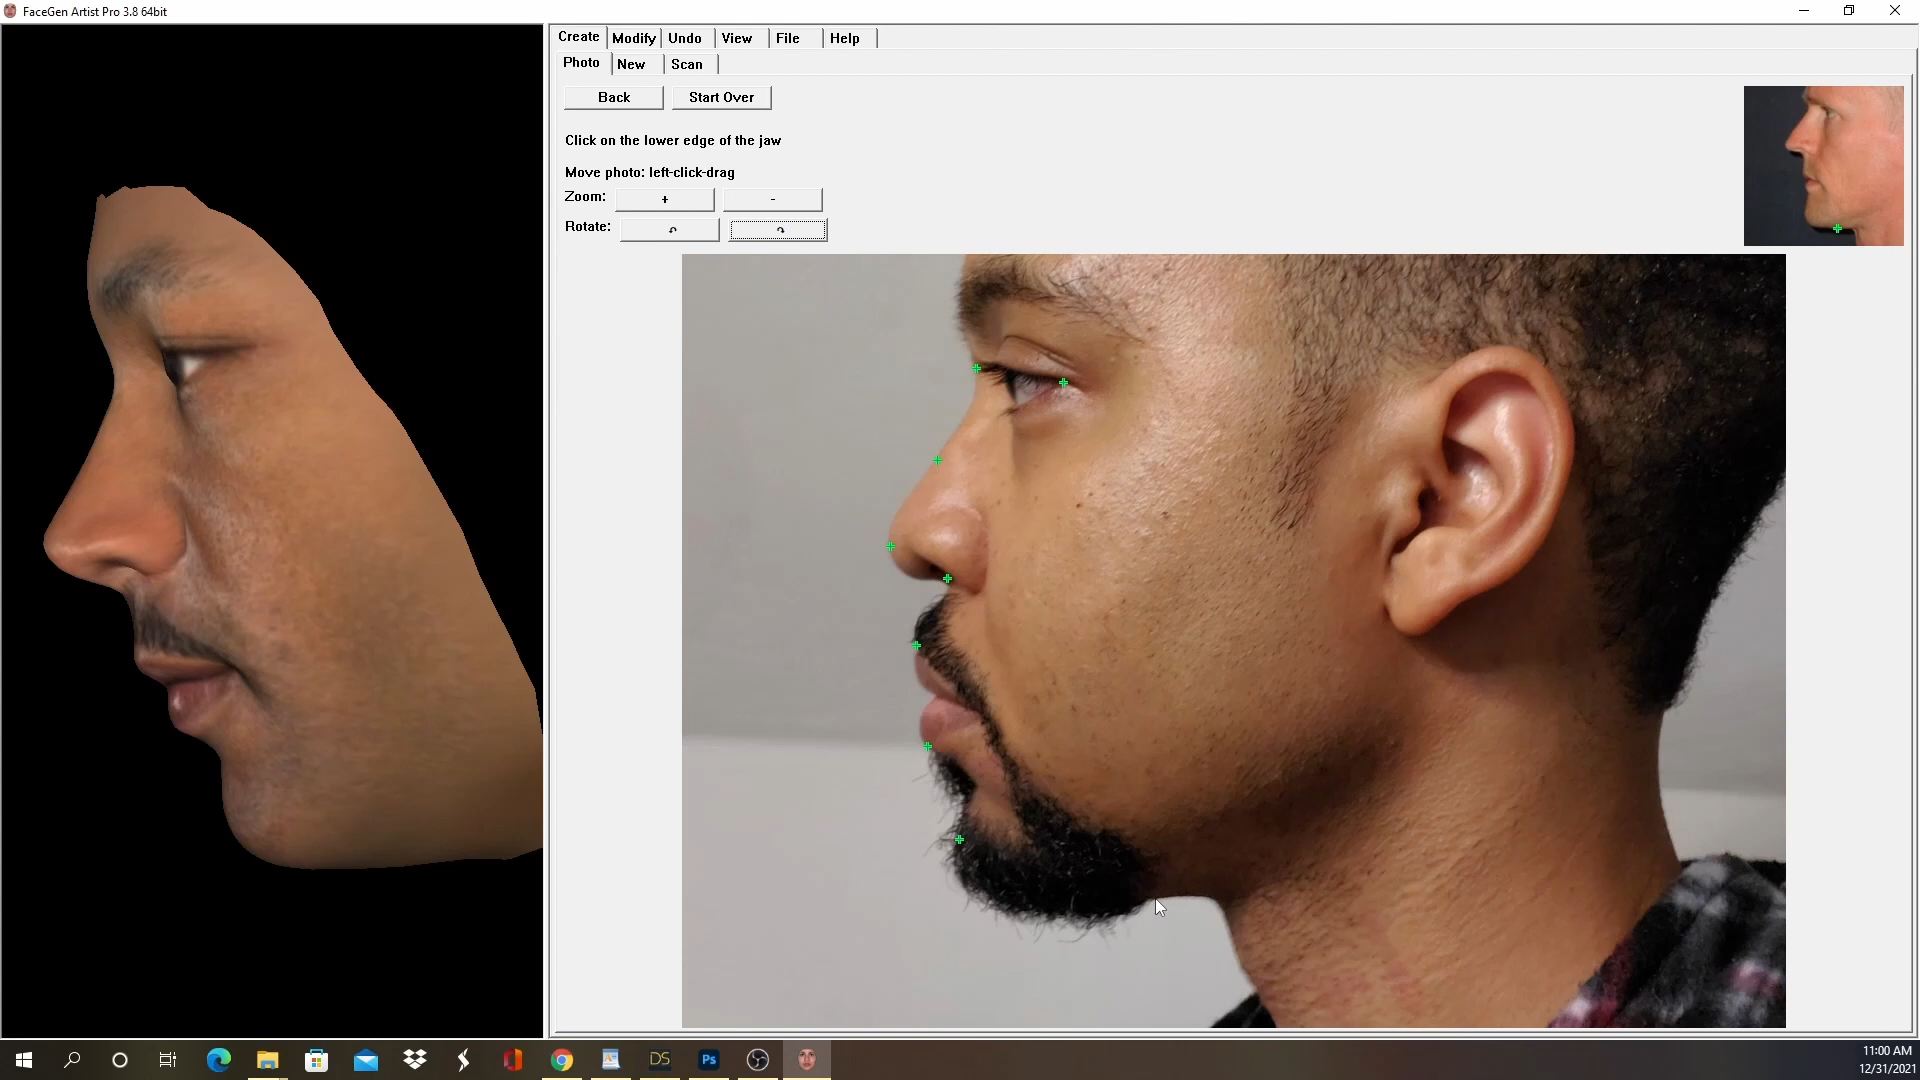 FaceGen Artist Pro 3.8 64bit
Create Modify Undo View File Help
Photo New Scan
Back Start Over
Click on the lower edge of the jaw
Move photo: left-click-drag
Zoom: + -
Rotate:
DS Ps
11:00 AM
12/31/2021